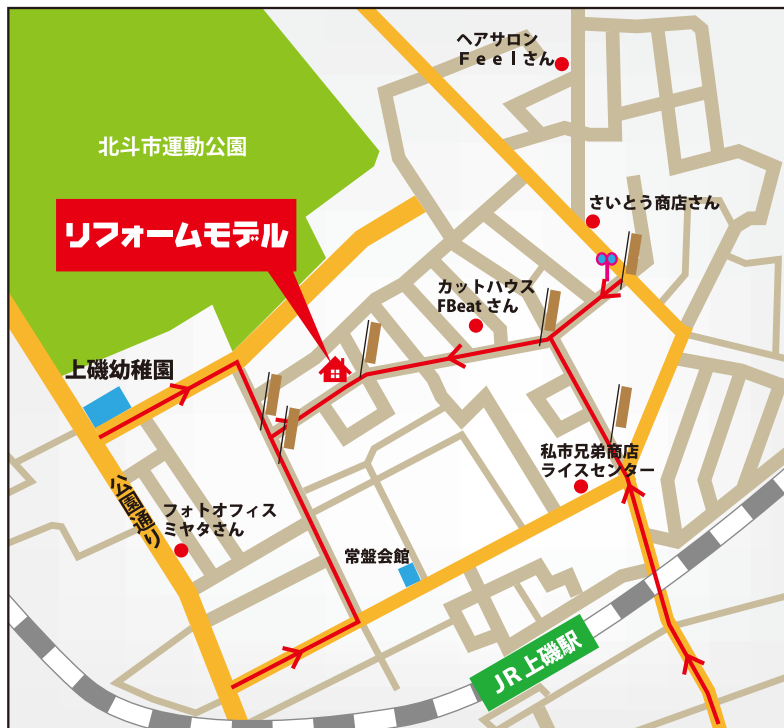 ヘアサロン
Ｆｅｅｌさん
北斗市運動公園
さいとう商店さん
リフォームモデル
カットハウス
FBeat さん
上磯幼稚園
私市兄弟商店
ライスセンター
公園通り
フォトオフィス
ミヤタさん
常盤会館
JR 上磯駅